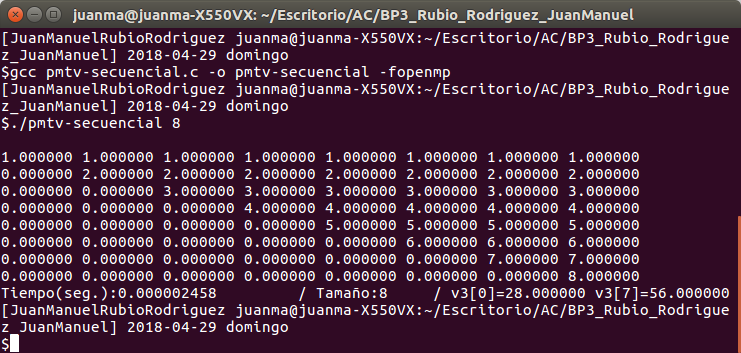 juanma@juanma-X550VX: ~/Escritorio/AC/BP3_Rubio_Rodriguez_JuanManuel
[JuanManuelRubioRodriguez juanma@juanma-X550VX:~/Escritorio/AC/BP3_Rubio_Rodrigue
z_JuanManuel] 2018-04-29 domingo
$gcc pmtv-secuencial.c -o pmtv-secuencial -fopenmp
[JuanManuelRubioRodriguez juanma@juanma-X550VX:~/Escritorio/AC/BP3_Rubio_Rodrigue
z_JuanManuel] 2018-04-29 domingo
$./pmtv-secuencial 8
1.000000 1.000000 1.000000 1.000000 1.000000 1.000000 1.000000 1.000000
0.000000 2.000000 2.000000 2.000000 2.000000 2.000000 2.000000 2.000000
0.000000 0.000000 3.000000 3.000000 3.000000 3.000000 3.000000 3.000000
0.000000 0.000000 0.000000 4.000000 4.000000 4.000000 4.000000 4.000000
0.000000 0.000000 0.000000 0.000000 5.000000 5.000000 5.000000 5.000000
0.000000 0.000000 0.000000 0.000000 0.000000 6.000000 6.000000 6.000000
0.000000 0.000000 0.000000 0.000000 0.000000 0.000000 7.000000 7.000000
0.000000 0.000000 0.000000 0.000000 0.000000 0.000000 0.000000 8.000000
Tiempo(seg.):0.000002458 / Tamaño:8 / v3[0]=28.000000 v3[7]=56.000000
[JuanManuelRubioRodriguez juanma@juanma-X550VX:~/Escritorio/AC/BP3_Rubio_Rodrigue
z_JuanManuel] 2018-04-29 domingo
$